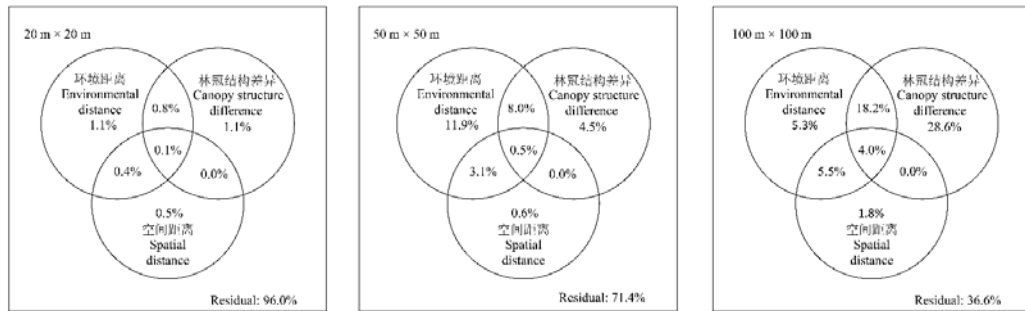 20 m × 20 m
环境距离
Environmental
distance
1.1%
0.8%
林冠结构差异
Canopy structure
difference
1.1%
0.1%
0.4%
0.0%
0.5%
空间距离
Spatial
distance
Residual: 96.0%
50 m × 50 m
环境距离
Environmental
distance
11.9%
8.0%
林冠结构差异
Canopy structure
difference
4.5%
0.5%
3.1%
0.0%
0.6%
空间距离
Spatial
distance
Residual: 71.4%
100 m × 100 m
环境距离
Environmental
distance
5.3%
18.2%
林冠结构差异
Canopy structure
difference
28.6%
4.0%
5.5%
0.0%
1.8%
空间距离
Spatial
distance
Residual: 36.6%